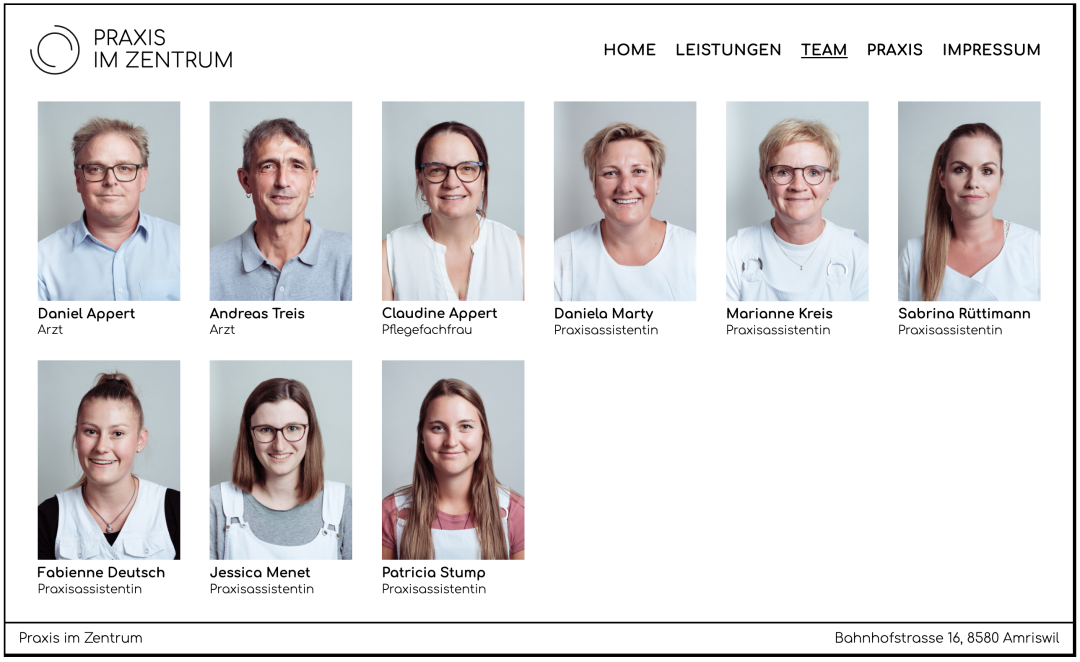 PRAXIS
IM ZENTRUM
HOME LEISTUNGEN TEAM PRAXIS IMPRESSUM
Daniel Appert
Arzt
Andreas Treis
Arzt
Claudine Appert
Pflegefachfrau
Daniela Marty
Praxisassistentin
Marianne Kreis
Praxisassistentin
Sabrina Rüttimann
Praxisassistentin
Fabienne Deutsch
Praxisassistentin
Jessica Menet
Praxisassistentin
Patricia Stump
Praxisassistentin
Praxis im Zentrum
Bahnhofstrasse 16, 8580 Amriswil